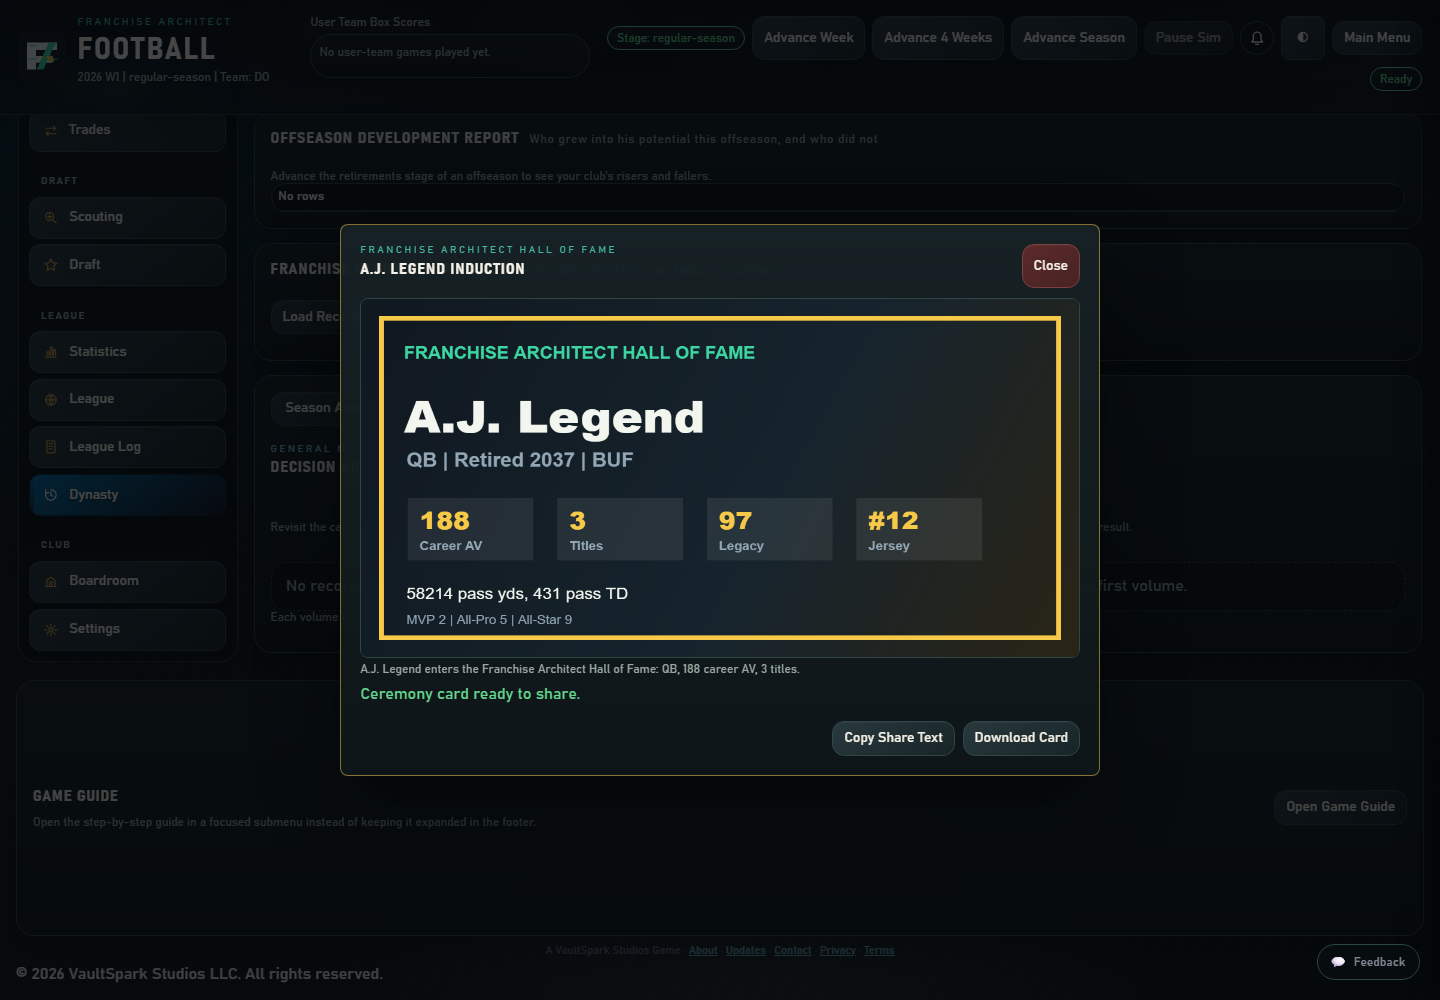 FRANCHISE ARCHITECT
FOOTBALL
2026 W1 | regular-season | Team: DO
User Team Box Scores
No user-team games played yet.
Stage: regular-season
Advance Week
Advance 4 Weeks
Advance Season
Pause Sim
Main Menu
Ready
Trades
DRAFT
Scouting
Draft
LEAGUE
Statistics
League
League Log
Dynasty
CLUB
Boardroom
Settings
OFFSEASON DEVELOPMENT REPORT Who grew into his potential this offseason, and who did not
Advance the retirements stage of an offseason to see your club's risers and fallers.
No rows
FRANCHIS
Load Rec
Season A
GENERAL
DECISION
Revisit the ca
result.
No reco
first volume.
Each volume
FRANCHISE ARCHITECT HALL OF FAME
A.J. LEGEND INDUCTION
Close
FRANCHISE ARCHITECT HALL OF FAME
A.J. Legend
QB | Retired 2037 | BUF
188
Career AV
3
Titles
97
Legacy
#12
Jersey
58214 pass yds, 431 pass TD
MVP 2 | All-Pro 5 | All-Star 9
A.J. Legend enters the Franchise Architect Hall of Fame: QB, 188 career AV, 3 titles.
Ceremony card ready to share.
Copy Share Text
Download Card
GAME GUIDE
Open the step-by-step guide in a focused submenu instead of keeping it expanded in the footer.
Open Game Guide
A VaultSpark Studios Game · About · Updates · Contact · Privacy · Terms
© 2026 VaultSpark Studios LLC. All rights reserved.
Feedback